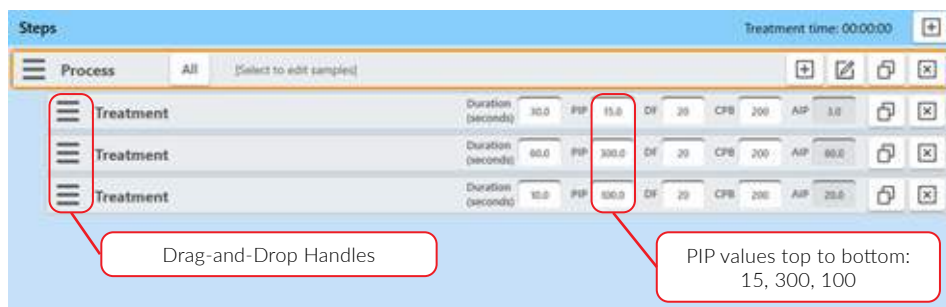 Steps Treatment time: 00:00:00
Process All [Select to edit samples]
Treatment Duration (seconds) 30.0 PIP 15.0 DF 20 CPB 200 AIP 3.0
Treatment Duration (seconds) 60.0 PIP 300.0 DF 20 CPB 200 AIP 60.0
Treatment Duration (seconds) 10.0 PIP 100.0 DF 20 CPB 200 AIP 20.0
Drag-and-Drop Handles
PIP values top to bottom:
15, 300, 100